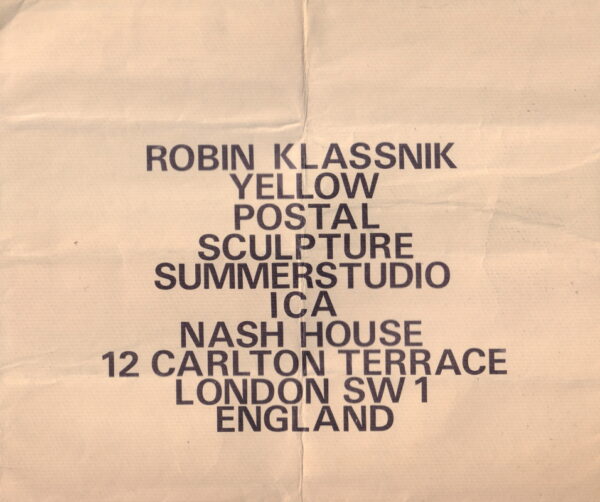 ROBIN KLASSNIK
YELLOW
POSTAL
SCULPTURE
SUMMERSTUDIO
ICA
NASH HOUSE
12 CARLTON TERRACE
LONDON SW1
ENGLAND